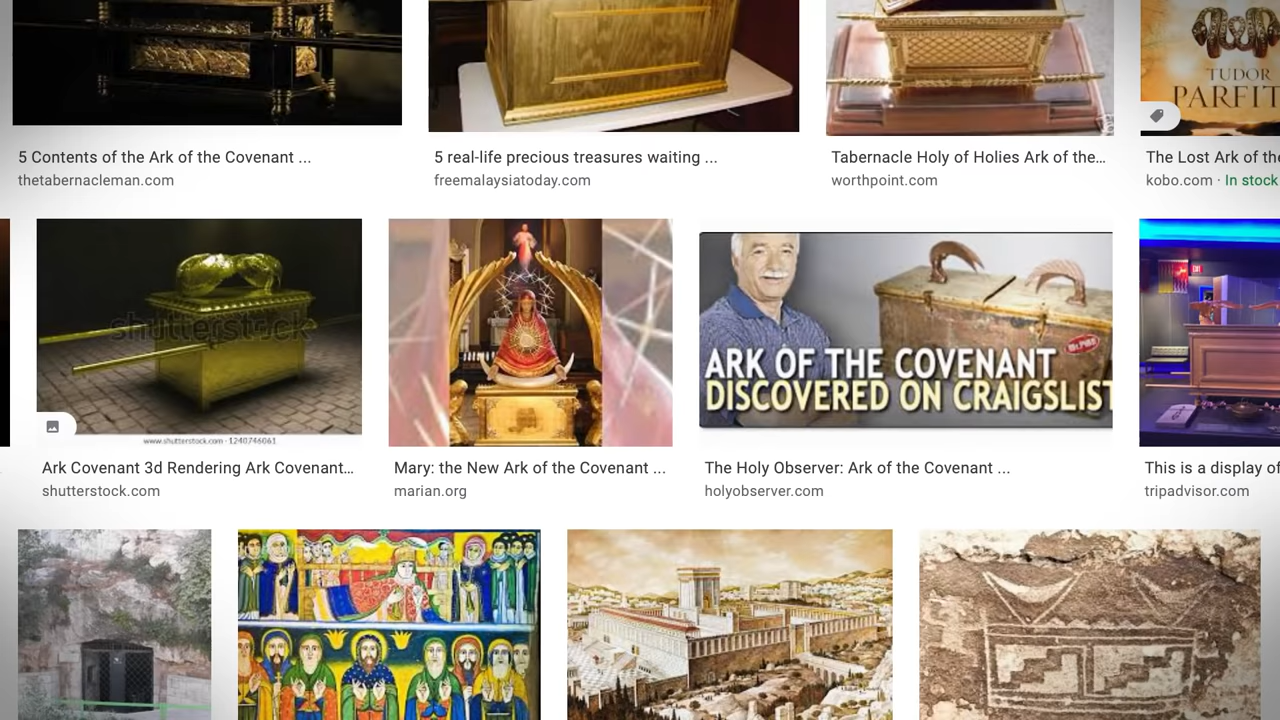 TUDOR
PARFIT
5 Contents of the Ark of the Covenant ...
thetabernacleman.com
5 real-life precious treasures waiting ...
freemalaysiatoday.com
Tabernacle Holy of Holies Ark of the...
worthpoint.com
The Lost Ark of the
kobo.com · In stock
shutterstock
www.shutterstock.com · 1240746061
ARK OF THE COVENANT
DISCOVERED ON CRAIGSLIST
Ark Covenant 3d Rendering Ark Covenant...
shutterstock.com
Mary: the New Ark of the Covenant ...
marian.org
The Holy Observer: Ark of the Covenant ...
holyobserver.com
This is a display of
tripadvisor.com